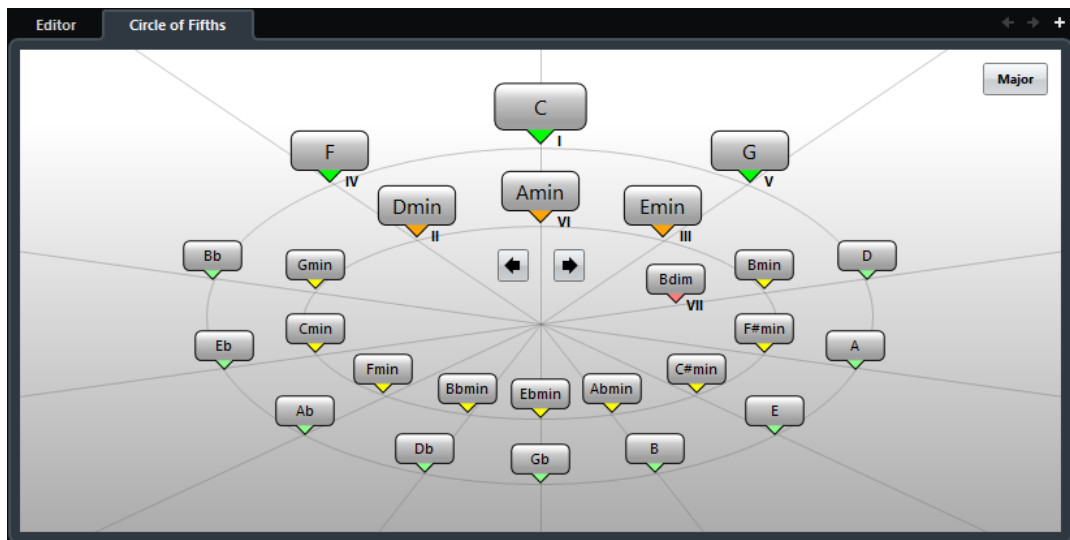 Editor
Circle of Fifths
Major
C
I
F
IV
G
V
Dmin
II
Amin
VI
Emin
III
Bb
Gmin
Bdim
VII
Bmin
D
Eb
Cmin
F#min
A
Fmin
C#min
Bbmin
Ebmin
Abmin
Ab
E
Db
Gb
B